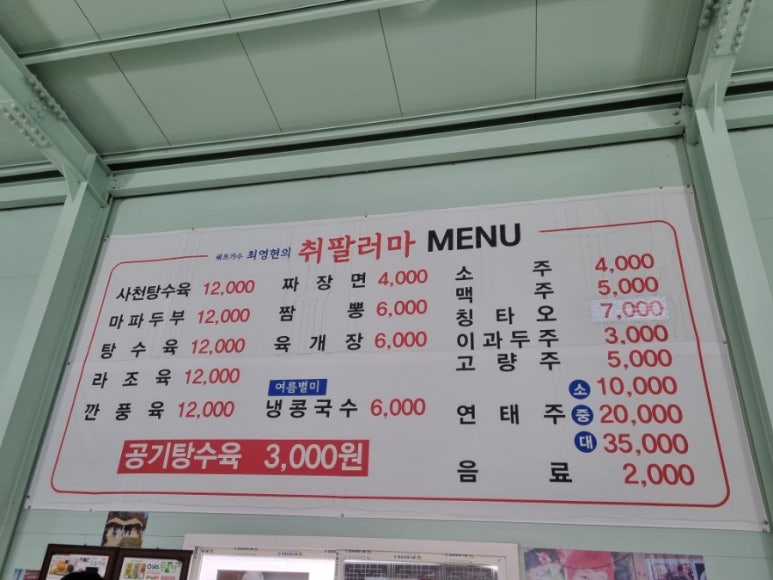 쉐프가수 최영현의 취팔러마 MENU
사천탕수육 12,000
마파두부 12,000
탕수육 12,000
라조육 12,000
깐풍육 12,000
공기탕수육 3,000원
짜장면 4,000
짬뽕 6,000
육개장 6,000
여름별미
냉콩국수 6,000
소주 4,000
맥주 5,000
칭타오 7,000
이과두주 3,000
고량주 5,000
연태주 소 10,000
중 20,000
대 35,000
음료 2,000